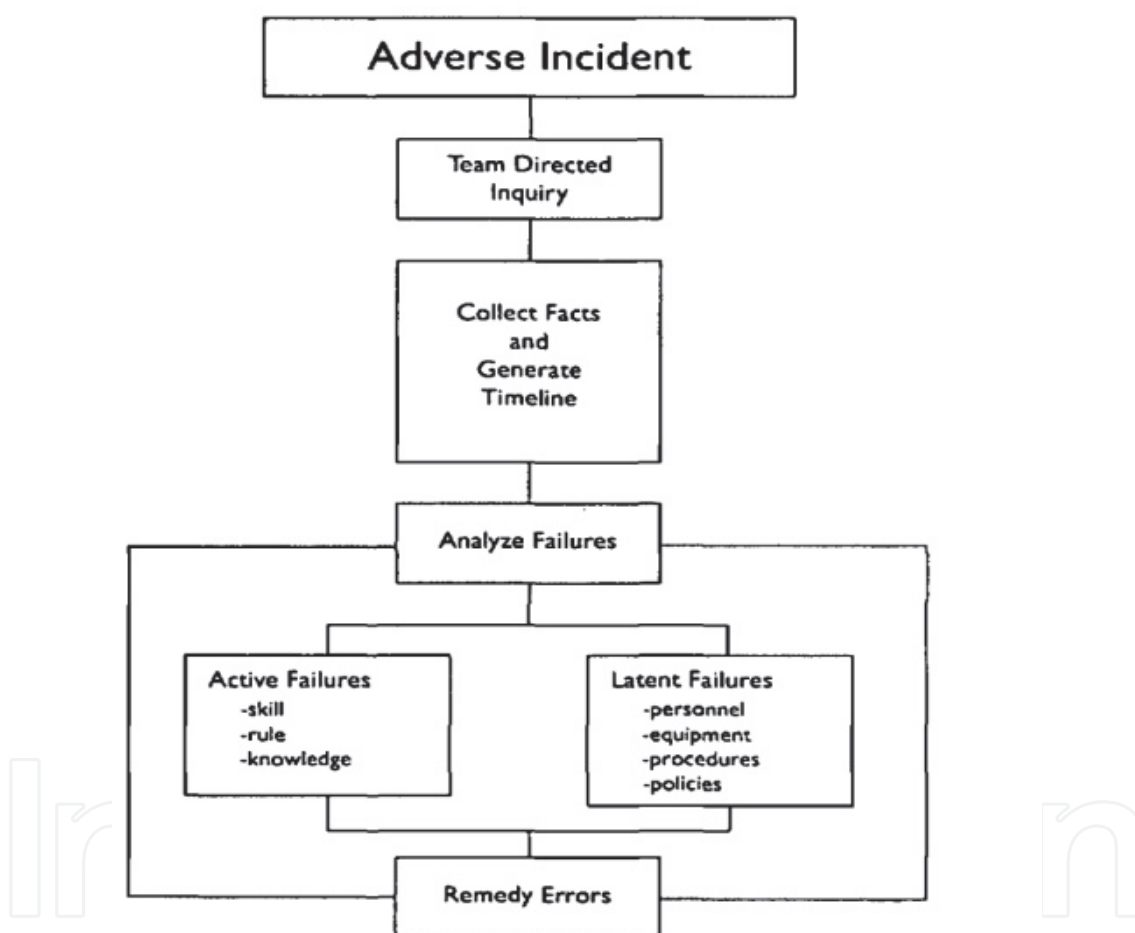 Adverse Incident
Team Directed
Inquiry
Collect Facts
and
Generate
Timeline
Analyze Failures
Active Failures
-skill
-rule
-knowledge
Latent Failures
-personnel
-equipment
-procedures
-policies
Remedy Errors